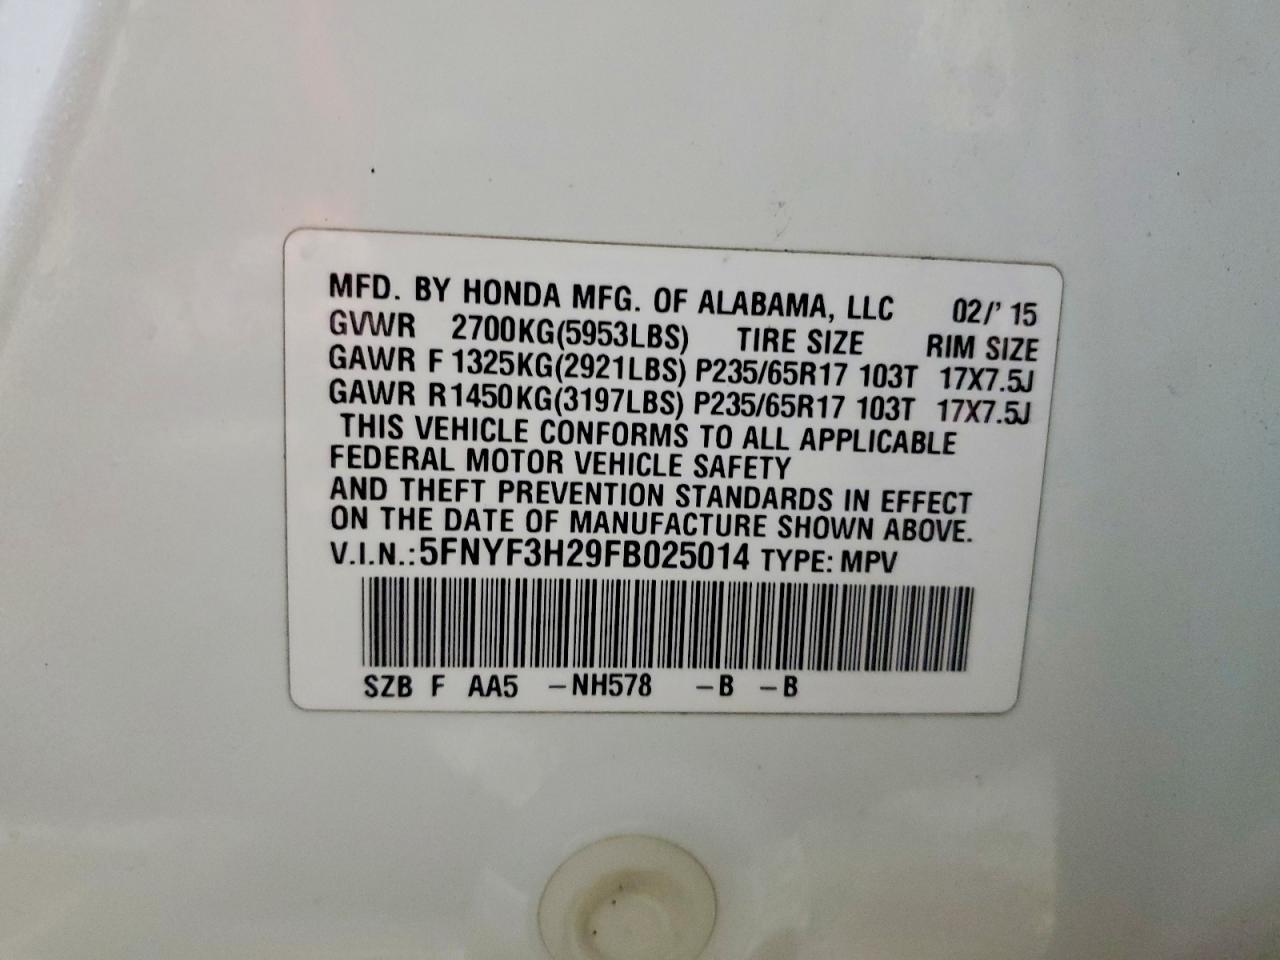 MFD. BY HONDA MFG. OF ALABAMA, LLC 02/' 15
GVWR 2700KG(5953LBS) TIRE SIZE RIM SIZE
GAWR F 1325KG(2921LBS) P235/65R17 103T 17X7.5J
GAWR R1450KG(3197LBS) P235/65R17 103T 17X7.5J
THIS VEHICLE CONFORMS TO ALL APPLICABLE
FEDERAL MOTOR VEHICLE SAFETY
AND THEFT PREVENTION STANDARDS IN EFFECT
ON THE DATE OF MANUFACTURE SHOWN ABOVE.
V.I.N.:5FNYF3H29FB025014 TYPE: MPV
SZB F AA5 -NH578 -B -B